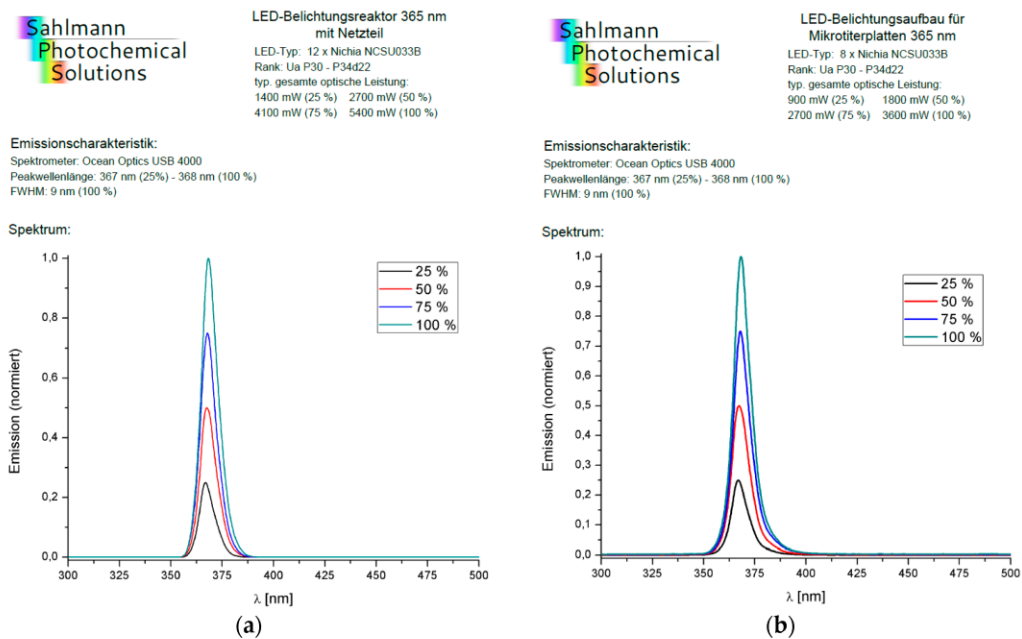 Sahlmann
Photochemical
Solutions
LED-Belichtungsreaktor 365 nm
mit Netzteil
LED-Typ: 12 x Nichia NCSU033B
Rank: Ua P30 - P34d22
typ. gesamte optische Leistung:
1400 mW (25 %) 2700 mW (50 %)
4100 mW (75 %) 5400 mW (100 %)
Emissionscharakteristik:
Spektrometer: Ocean Optics USB 4000
Peakwellenlänge: 367 nm (25%) - 368 nm (100 %)
FWHM: 9 nm (100 %)
Spektrum:
1,0
0,8
0,6
0,4
0,2
0,0
Emission (normiert)
25 %
50 %
75 %
100 %
300 325 350 375 400 425 450 475 500
λ [nm]
(a)
Sahlmann
Photochemical
Solutions
LED-Belichtungsaufbau für
Mikrotiterplatten 365 nm
LED-Typ: 8 x Nichia NCSU033B
Rank: Ua P30 - P34d22
typ. gesamte optische Leistung:
900 mW (25 %) 1800 mW (50 %)
2700 mW (75 %) 3600 mW (100 %)
Emissionscharakteristik:
Spektrometer: Ocean Optics USB 4000
Peakwellenlänge: 367 nm (25%) - 368 nm (100 %)
FWHM: 9 nm (100 %)
Spektrum:
1,0
0,9
0,8
0,7
0,6
0,5
0,4
0,3
0,2
0,1
0,0
Emission (normiert)
25 %
50 %
75 %
100 %
300 325 350 375 400 425 450 475 500
λ [nm]
(b)